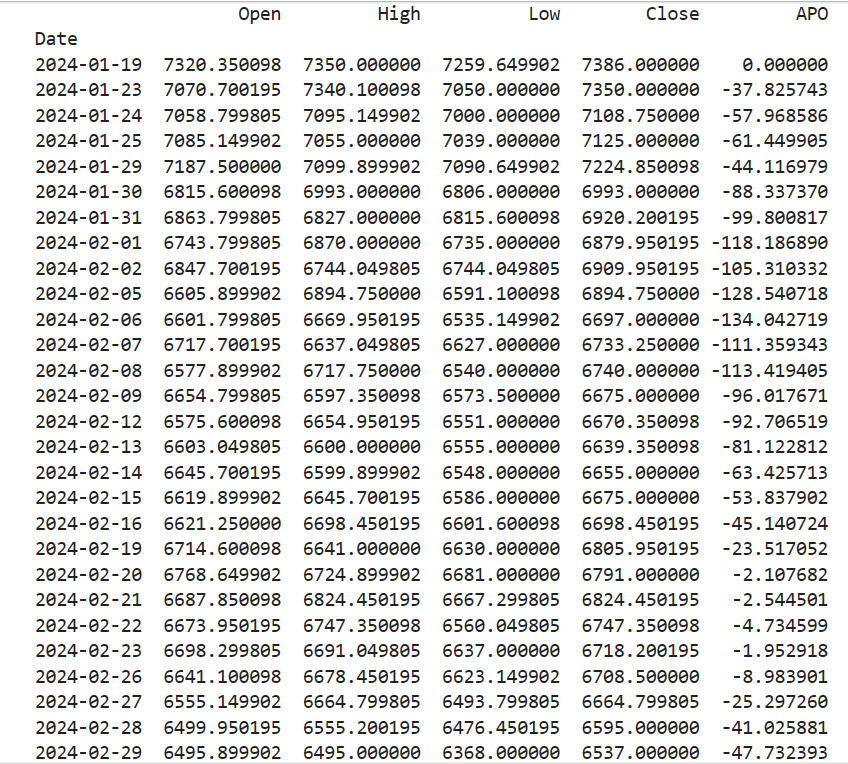 Open High Low Close APO
Date
2024-01-19 7320.350098 7350.000000 7259.649902 7386.000000 0.000000
2024-01-23 7070.700195 7340.100098 7050.000000 7350.000000 -37.825743
2024-01-24 7058.799805 7095.149902 7000.000000 7108.750000 -57.968586
2024-01-25 7085.149902 7055.000000 7039.000000 7125.000000 -61.449905
2024-01-29 7187.500000 7099.899902 7090.649902 7224.850098 -44.116979
2024-01-30 6815.600098 6993.000000 6806.000000 6993.000000 -88.337370
2024-01-31 6863.799805 6827.000000 6815.600098 6920.200195 -99.800817
2024-02-01 6743.799805 6870.000000 6735.000000 6879.950195 -118.186890
2024-02-02 6847.700195 6744.049805 6744.049805 6909.950195 -105.310332
2024-02-05 6605.899902 6894.750000 6591.100098 6894.750000 -128.540718
2024-02-06 6601.799805 6669.950195 6535.149902 6697.000000 -134.042719
2024-02-07 6717.700195 6637.049805 6627.000000 6733.250000 -111.359343
2024-02-08 6577.899902 6717.750000 6540.000000 6740.000000 -113.419405
2024-02-09 6654.799805 6597.350098 6573.500000 6675.000000 -96.017671
2024-02-12 6575.600098 6654.950195 6551.000000 6670.350098 -92.706519
2024-02-13 6603.049805 6600.000000 6555.000000 6639.350098 -81.122812
2024-02-14 6645.700195 6599.899902 6548.000000 6655.000000 -63.425713
2024-02-15 6619.899902 6645.700195 6586.000000 6675.000000 -53.837902
2024-02-16 6621.250000 6698.450195 6601.600098 6698.450195 -45.140724
2024-02-19 6714.600098 6641.000000 6630.000000 6805.950195 -23.517052
2024-02-20 6768.649902 6724.899902 6681.000000 6791.000000 -2.107682
2024-02-21 6687.850098 6824.450195 6667.299805 6824.450195 -2.544501
2024-02-22 6673.950195 6747.350098 6560.049805 6747.350098 -4.734599
2024-02-23 6698.299805 6691.049805 6637.000000 6718.200195 -1.952918
2024-02-26 6641.100098 6678.450195 6623.149902 6708.500000 -8.983901
2024-02-27 6555.149902 6664.799805 6493.799805 6664.799805 -25.297260
2024-02-28 6499.950195 6555.200195 6476.450195 6595.000000 -41.025881
2024-02-29 6495.899902 6495.000000 6368.000000 6537.000000 -47.732393